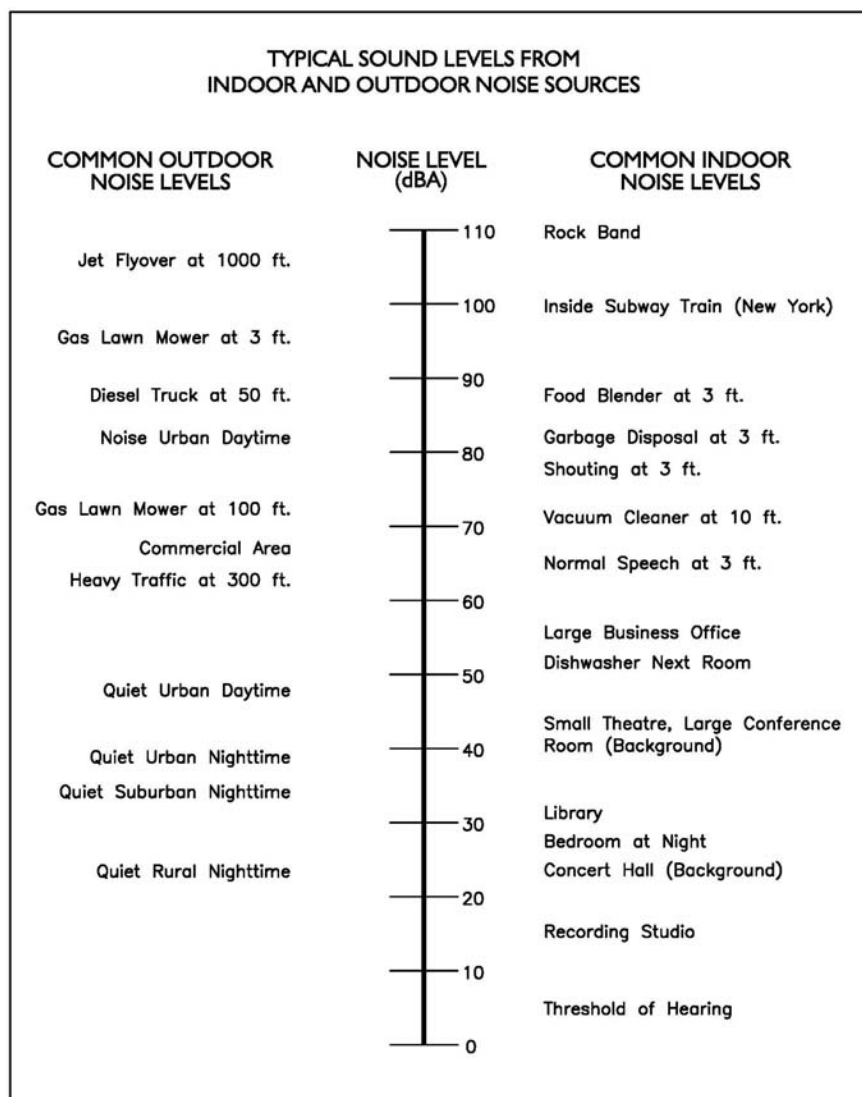 TYPICAL SOUND LEVELS FROM
INDOOR AND OUTDOOR NOISE SOURCES
COMMON OUTDOOR
NOISE LEVELS
NOISE LEVEL
(dBA)
COMMON INDOOR
NOISE LEVELS
110
Rock Band
Jet Flyover at 1000 ft.
100
Inside Subway Train (New York)
Gas Lawn Mower at 3 ft.
90
Diesel Truck at 50 ft.
Food Blender at 3 ft.
Noise Urban Daytime
Garbage Disposal at 3 ft.
80
Shouting at 3 ft.
Gas Lawn Mower at 100 ft.
Vacuum Cleaner at 10 ft.
70
Commercial Area
Normal Speech at 3 ft.
Heavy Traffic at 300 ft.
60
Large Business Office
Dishwasher Next Room
50
Quiet Urban Daytime
Small Theatre, Large Conference
Room (Background)
40
Quiet Urban Nighttime
Quiet Suburban Nighttime
Library
30
Bedroom at Night
Quiet Rural Nighttime
Concert Hall (Background)
20
Recording Studio
10
Threshold of Hearing
0